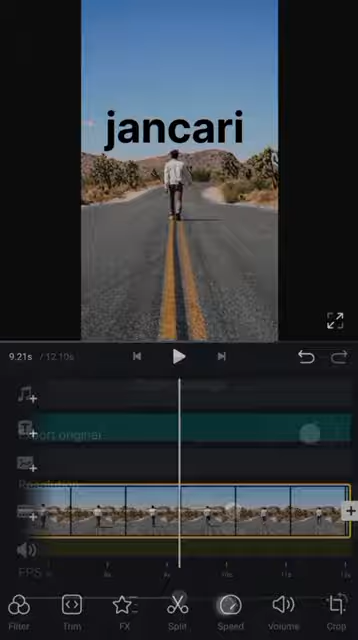 jancari
9.21s / 12.10s
Export original
Resolution
FPS
Filter Trim FX Split Speed Volume Crop